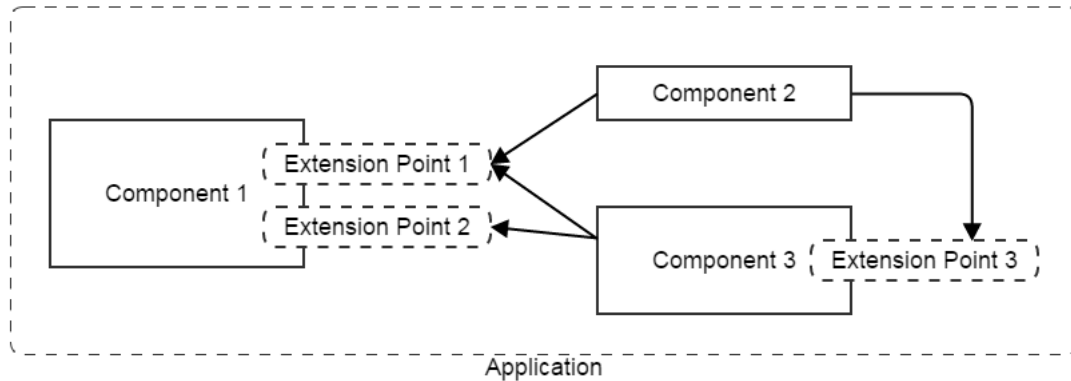 Component 2
Extension Point 1
Component 1
Extension Point 2
Component 3
Extension Point 3
Application